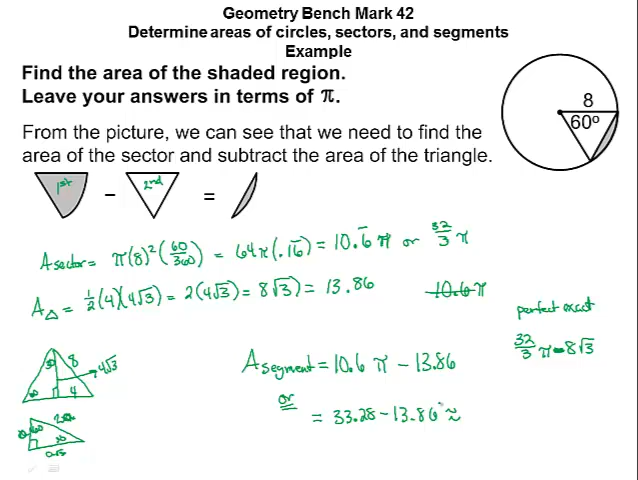 Geometry Bench Mark 42
Determine areas of circles, sectors, and segments
Example
Find the area of the shaded region.
Leave your answers in terms of π.
8
60º
From the picture, we can see that we need to find the
area of the sector and subtract the area of the triangle.
1st - 2nd =
A sector = π(8)² (60/360) = 64π(.16̅) = 10.6̅ π or 32/3 π
A△ = 1/2(4)(4√3) = 2(4√3) = 8√3) = 13.86
10.6π
perfect exact
32/3 π - 8√3
8
4√3
4
A segment = 10.6 π - 13.86
or
= 33.28 - 13.86 ≈